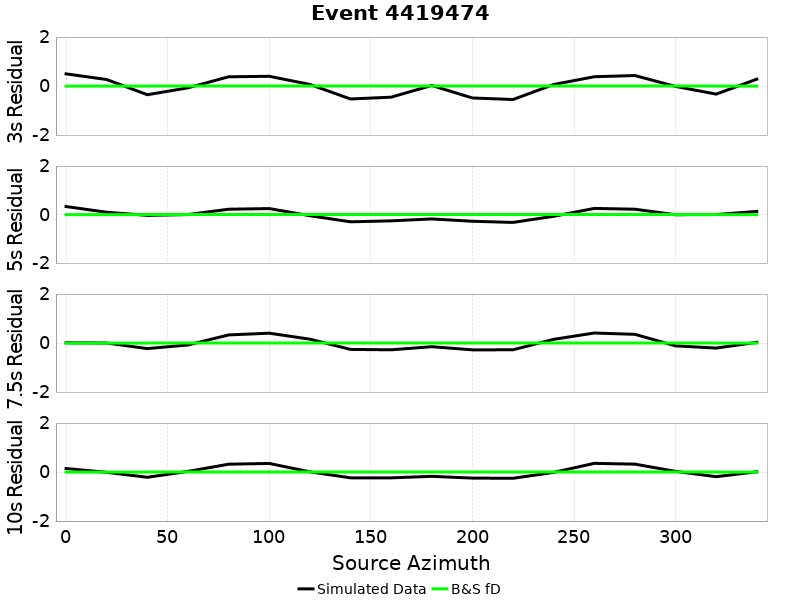 Event 4419474
3s Residual
2
0
-2
5s Residual
2
0
-2
7.5s Residual
2
0
-2
10s Residual
2
0
-2
0 50 100 150 200 250 300
Source Azimuth
Simulated Data B&S fD